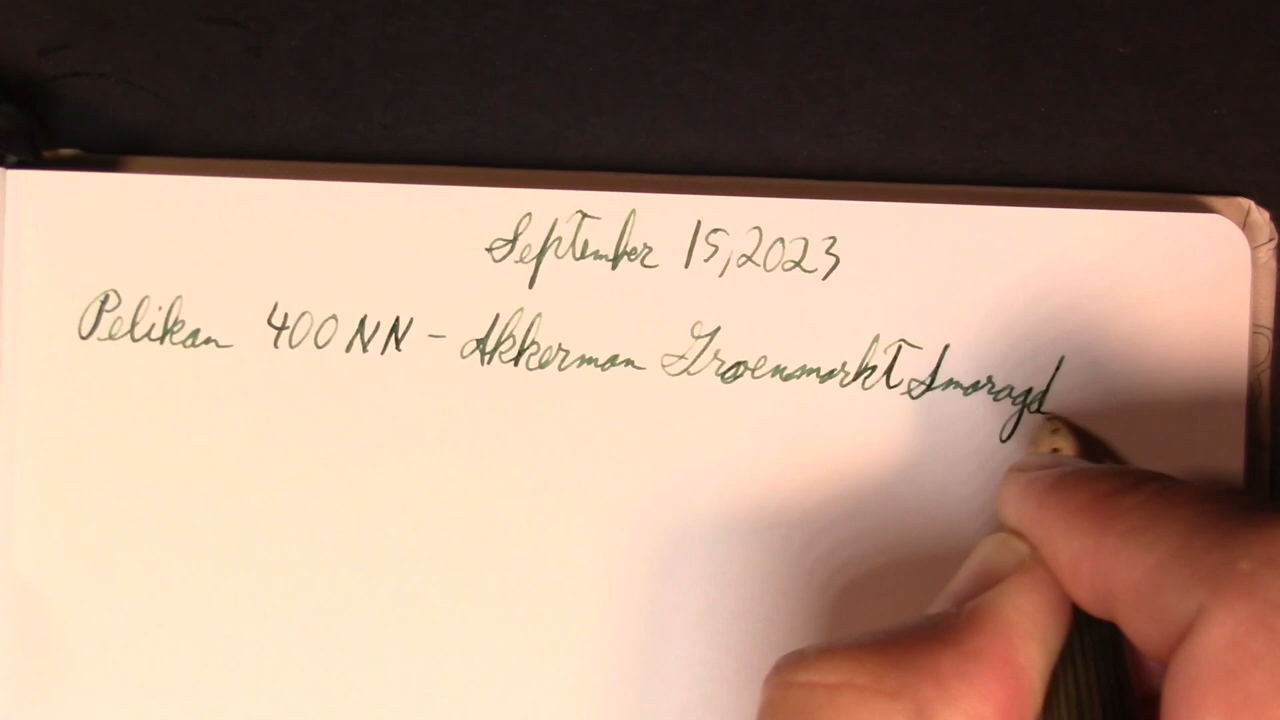 September 15, 2023
Pelikan 400NN - Akkerman Groenmarkt Smaragd